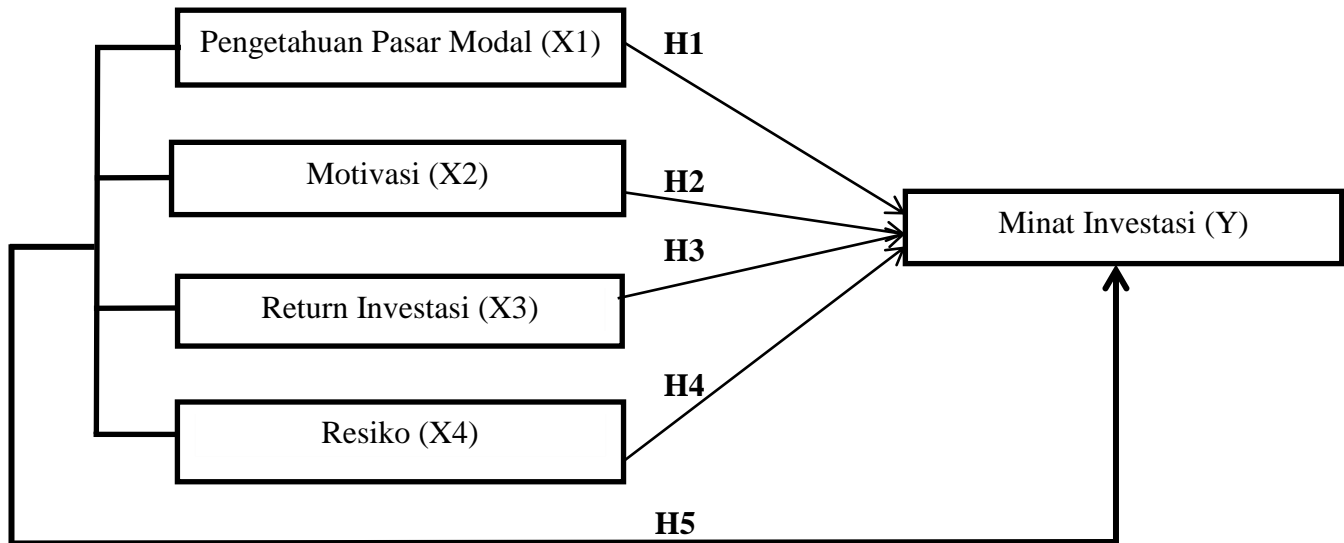 Pengetahuan Pasar Modal (X1)
H1
Motivasi (X2)
H2
Minat Investasi (Y)
H3
Return Investasi (X3)
H4
Resiko (X4)
H5